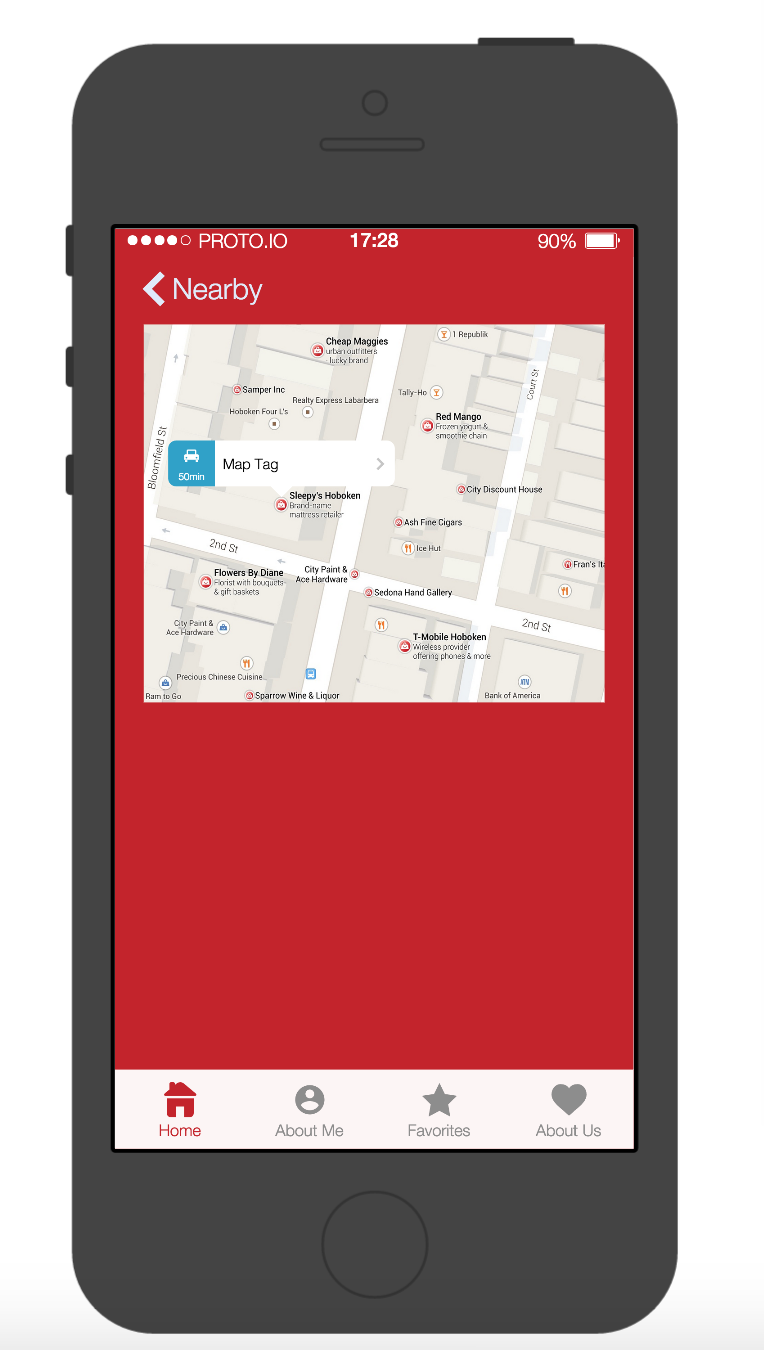 PROTO.IO 17:28 90%
Nearby
Cheap Maggies
urban outfitters
lucky brand
1 Republik
Samper Inc
Realty Express Labarbera
Tally-Ho
Court St
Hoboken Four L's
Red Mango
Frozen yogurt &
smoothie chain
Bloomfield St
50min
Map Tag
Sleepy's Hoboken
Brand-name
mattress retailer
City Discount House
Ash Fine Cigars
2nd St
Ice Hut
Flowers By Diane
Florist with bouquets
& gift baskets
City Paint &
Ace Hardware
Fran's Ita
Sedona Hand Gallery
City Paint &
Ace Hardware
2nd St
T-Mobile Hoboken
Wireless provider
offering phones & more
Precious Chinese Cuisine...
ATM
Ram to Go
Sparrow Wine & Liquor
Bank of America
Home
About Me
Favorites
About Us